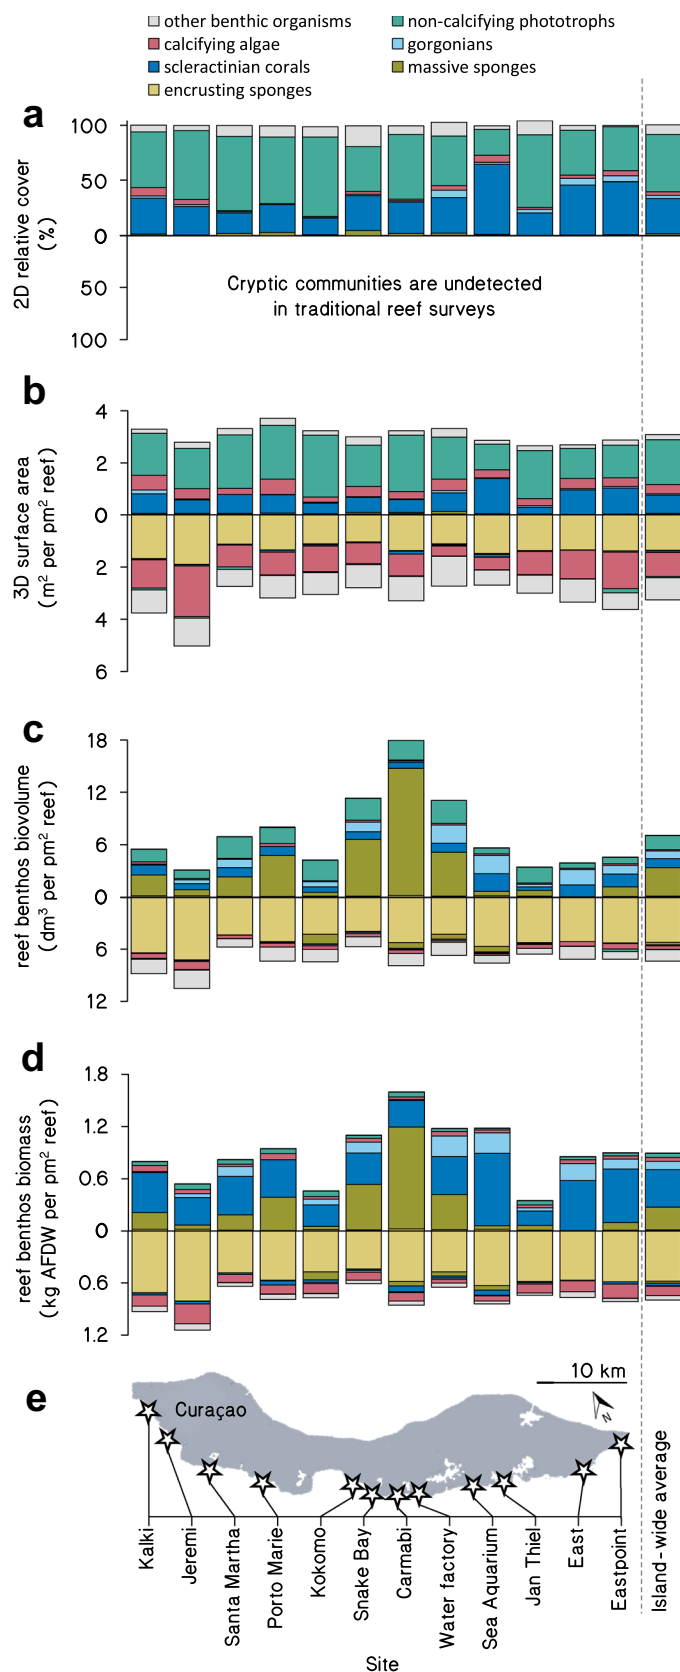 other benthic organisms
non-calcifying phototrophs
calcifying algae
gorgonians
scleractinian corals
massive sponges
encrusting sponges
a
2D relative cover
(%)
100
50
0
50
100
Cryptic communities are undetected
in traditional reef surveys
b
3D surface area
(m² per pm² reef)
4
2
0
2
4
6
c
reef benthos biovolume
(dm³ per pm² reef)
18
12
6
0
6
12
d
reef benthos biomass
(kg AFDW per pm² reef)
1.8
1.2
0.6
0
0.6
1.2
e
10 km
Curaçao
N
Kalki
Jeremi
Santa Martha
Porto Marie
Kokomo
Snake Bay
Carmabi
Water factory
Sea Aquarium
Jan Thiel
East
Eastpoint
Island-wide average
Site